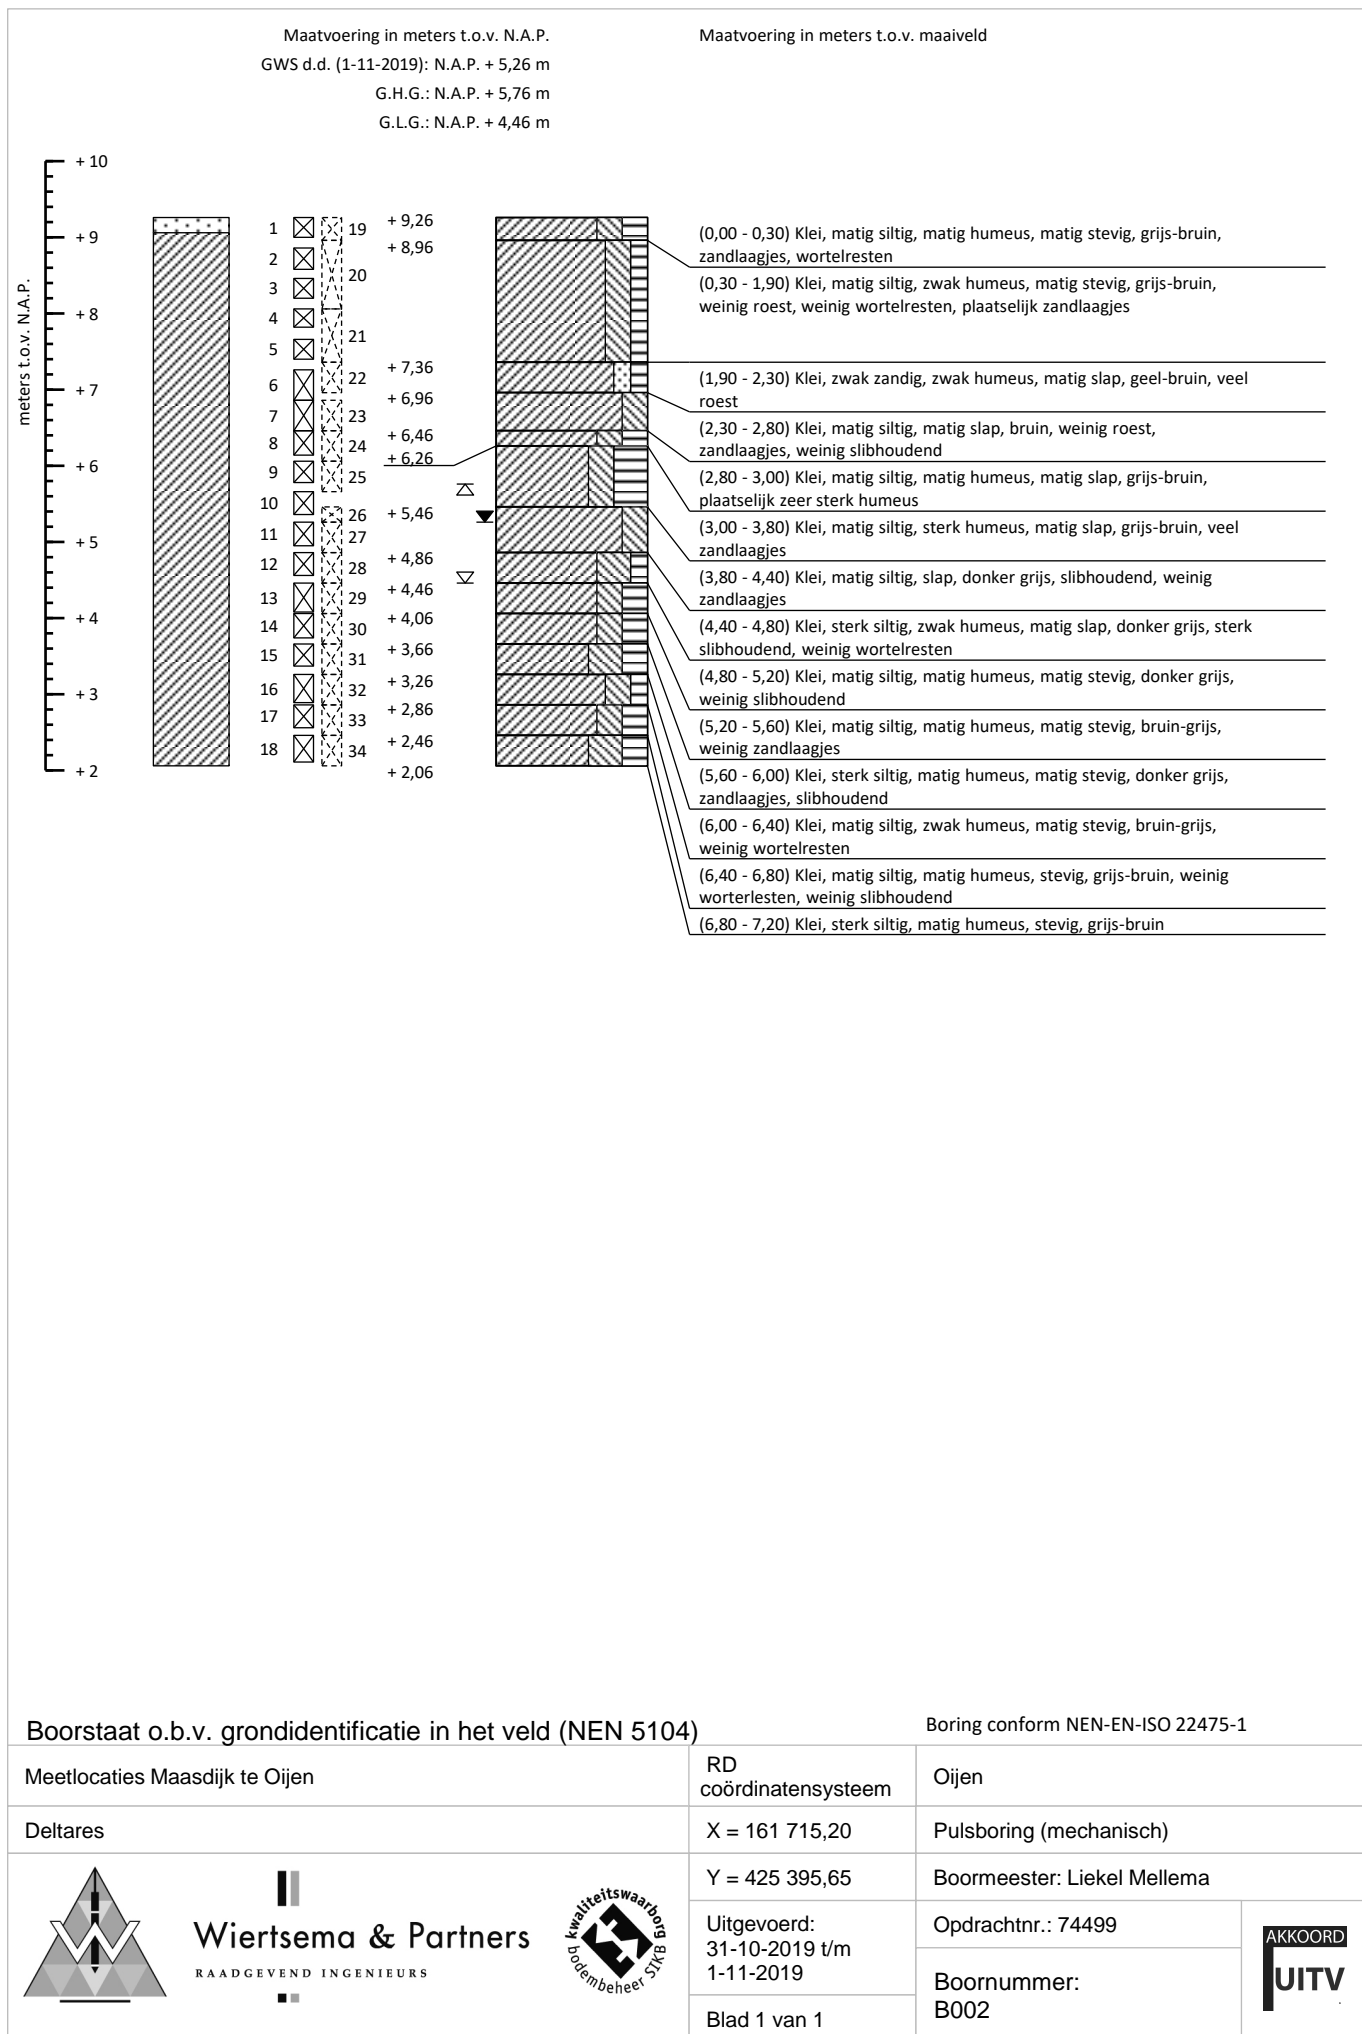 Maatvoering in meters t.o.v. N.A.P.
GWS d.d. (1-11-2019): N.A.P. + 5,26 m
G.H.G.: N.A.P. + 5,76 m
G.L.G.: N.A.P. + 4,46 m
Maatvoering in meters t.o.v. maaiveld
meters t.o.v. N.A.P.
+ 10
+ 9
+ 8
+ 7
+ 6
+ 5
+ 4
+ 3
+ 2
1
2
3
4
5
6
7
8
9
10
11
12
13
14
15
16
17
18
19
20
21
22
23
24
25
26
27
28
29
30
31
32
33
34
+ 9,26
+ 8,96
+ 7,36
+ 6,96
+ 6,46
+ 6,26
+ 5,46
+ 4,86
+ 4,46
+ 4,06
+ 3,66
+ 3,26
+ 2,86
+ 2,46
+ 2,06
(0,00 - 0,30) Klei, matig siltig, matig humeus, matig stevig, grijs-bruin,
zandlaagjes, wortelresten
(0,30 - 1,90) Klei, matig siltig, zwak humeus, matig stevig, grijs-bruin,
weinig roest, weinig wortelresten, plaatselijk zandlaagjes
(1,90 - 2,30) Klei, zwak zandig, zwak humeus, matig slap, geel-bruin, veel
roest
(2,30 - 2,80) Klei, matig siltig, matig slap, bruin, weinig roest,
zandlaagjes, weinig slibhoudend
(2,80 - 3,00) Klei, matig siltig, matig humeus, matig slap, grijs-bruin,
plaatselijk zeer sterk humeus
(3,00 - 3,80) Klei, matig siltig, sterk humeus, matig slap, grijs-bruin, veel
zandlaagjes
(3,80 - 4,40) Klei, matig siltig, slap, donker grijs, slibhoudend, weinig
zandlaagjes
(4,40 - 4,80) Klei, sterk siltig, zwak humeus, matig slap, donker grijs, sterk
slibhoudend, weinig wortelresten
(4,80 - 5,20) Klei, matig siltig, matig humeus, matig stevig, donker grijs,
weinig slibhoudend
(5,20 - 5,60) Klei, matig siltig, matig humeus, matig stevig, bruin-grijs,
weinig zandlaagjes
(5,60 - 6,00) Klei, sterk siltig, matig humeus, matig stevig, donker grijs,
zandlaagjes, slibhoudend
(6,00 - 6,40) Klei, matig siltig, zwak humeus, matig stevig, bruin-grijs,
weinig wortelresten
(6,40 - 6,80) Klei, matig siltig, matig humeus, stevig, grijs-bruin, weinig
worterlesten, weinig slibhoudend
(6,80 - 7,20) Klei, sterk siltig, matig humeus, stevig, grijs-bruin
Boorstaat o.b.v. grondidentificatie in het veld (NEN 5104)
Boring conform NEN-EN-ISO 22475-1
Meetlocaties Maasdijk te Oijen
RD
coördinatensysteem
Oijen
Deltares
X = 161 715,20
Pulsboring (mechanisch)
Y = 425 395,65
Boormeester: Liekel Mellema
Wiertsema & Partners
RAADGEVEND INGENIEURS
kwaliteitswaarborg
bodembeheer SIKB
Uitgevoerd:
31-10-2019 t/m
1-11-2019
Opdrachtnr.: 74499
Boornummer:
B002
Blad 1 van 1
AKKOORD
UITV